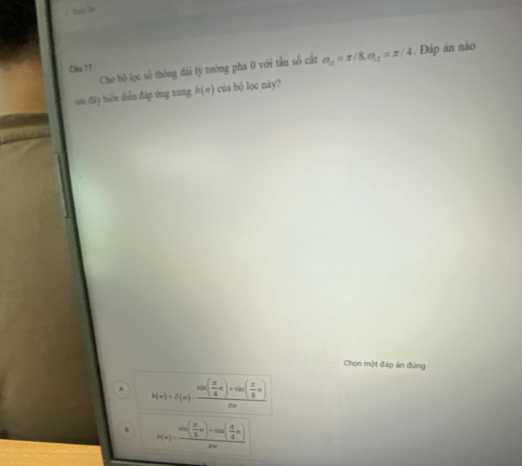 Câu 11
Cho bộ lọc số thông dải lý tưởng pha 0 với tần số cắt ω_c1 = π/8, ω_c2 = π/4. Đáp án nào
sau đây biểu diễn đáp ứng xung h(n) của bộ lọc này?
Chọn một đáp án đúng
A h(n) = δ(n) sin(π/4 n) + sin(π/8 n) / πn
B h(n) = sin(π/8 n) + sin(π/4 n) / πn